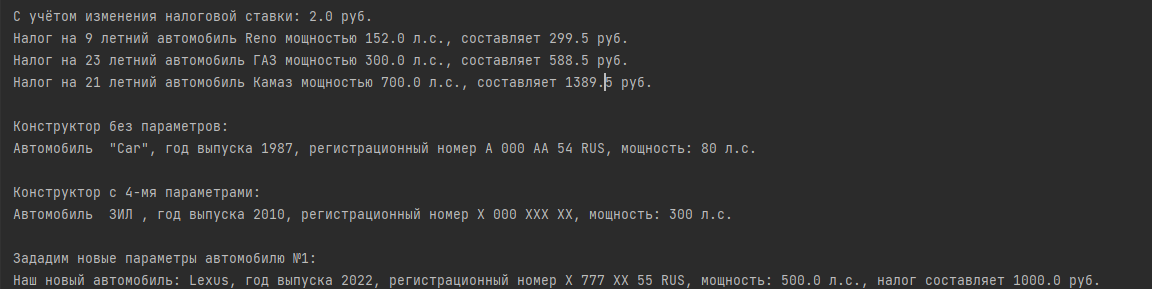 С учётом изменения налоговой ставки: 2.0 руб.
Налог на 9 летний автомобиль Reno мощностью 152.0 л.с., составляет 299.5 руб.
Налог на 23 летний автомобиль ГАЗ мощностью 300.0 л.с., составляет 588.5 руб.
Налог на 21 летний автомобиль Камаз мощностью 700.0 л.с., составляет 1389.5 руб.
Конструктор без параметров:
Автомобиль  "Car", год выпуска 1987, регистрационный номер А 000 АА 54 RUS, мощность: 80 л.с.
Конструктор с 4-мя параметрами:
Автомобиль  ЗИЛ , год выпуска 2010, регистрационный номер Х 000 ХХХ ХХ, мощность: 300 л.с.
Зададим новые параметры автомобилю №1:
Наш новый автомобиль: Lexus, год выпуска 2022, регистрационный номер Х 777 ХХ 55 RUS, мощность: 500.0 л.с., налог составляет 1000.0 руб.